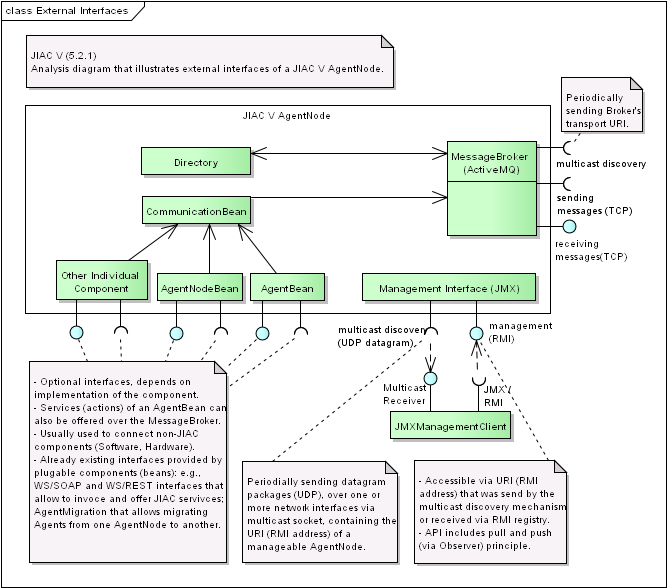 class External Interfaces
JIAC V (5.2.1)
Analysis diagram that illustrates external interfaces of a JIAC V AgentNode.
JIAC V AgentNode
Periodically
sending Broker's
transport URI.
Directory
MessageBroker
(ActiveMQ)
multicast discovery
sending
messages (TCP)
receiving
messages(TCP)
CommunicationBean
Other Individual
Component
AgentNodeBean
AgentBean
Management Interface (JMX)
multicast discovery
(UDP datagram)
management
(RMI)
Multicast
Receiver
JMX /
RMI
JMXManagementClient
- Optional interfaces, depends on
implementation of the component.
- Services (actions) of an AgentBean can
also be offered over the MessageBroker.
- Usually used to connect non-JIAC
components (Software, Hardware).
- Already existing interfaces provided by
plugable components (beans): e.g.,
WS/SOAP and WS/REST interfaces that
allow to invoce and offer JIAC servivces;
AgentMigration that allows migrating
Agents from one AgentNode to another.
Periodially sending datagram
packages (UDP), over one or
more network interfaces via
multicast socket, containing the
URI (RMI address) of a
manageable AgentNode.
- Accessible via URI (RMI
address) that was send by the
multicast discovery mechanism
or received via RMI registry.
- API includes pull and push
(via Observer) principle.